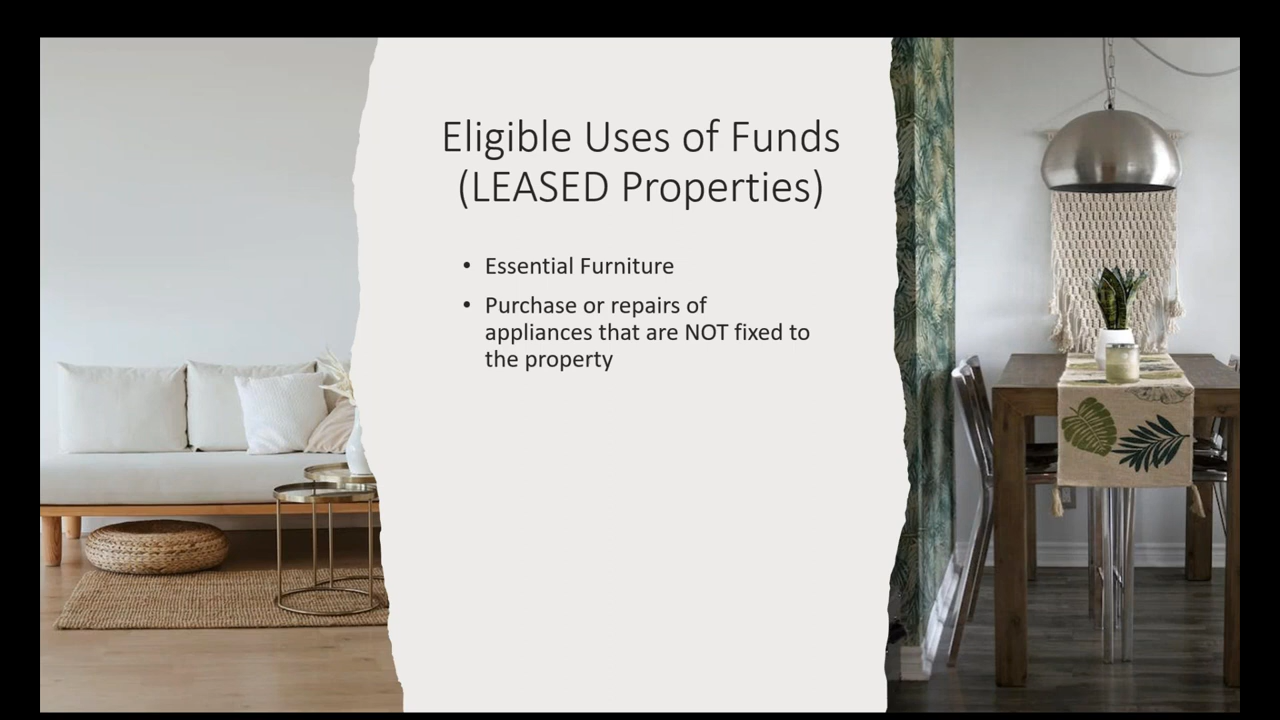 Eligible Uses of Funds
(LEASED Properties)
• Essential Furniture
• Purchase or repairs of
appliances that are NOT fixed to
the property